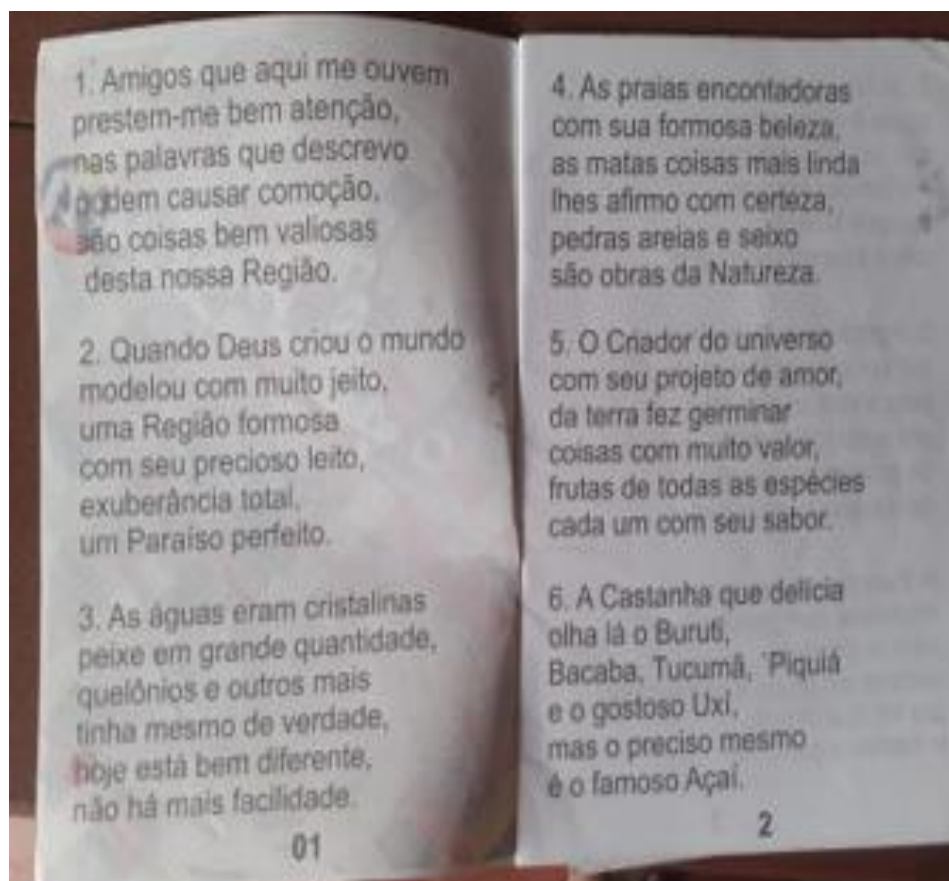 1. Amigos que aqui me ouvem
prestem-me bem atenção,
nas palavras que descrevo
podem causar comoção,
são coisas bem valiosas
desta nossa Região.
2. Quando Deus criou o mundo
modelou com muito jeito,
uma Região formosa
com seu precioso leito,
exuberância total,
um Paraíso perfeito.
3. As águas eram cristalinas
peixe em grande quantidade,
quelônios e outros mais
tinha mesmo de verdade,
hoje está bem diferente,
não há mais facilidade.
01
4. As praias encontadoras
com sua formosa beleza,
as matas coisas mais linda
lhes afirmo com certeza,
pedras areias e seixo
são obras da Natureza.
5. O Criador do universo
com seu projeto de amor,
da terra fez germinar
coisas com muito valor,
frutas de todas as espécies
cada um com seu sabor.
6. A Castanha que delícia
olha lá o Buruti,
Bacaba, Tucumã, `Piquiá
e o gostoso Uxí,
mas o preciso mesmo
é o famoso Açaí.
2